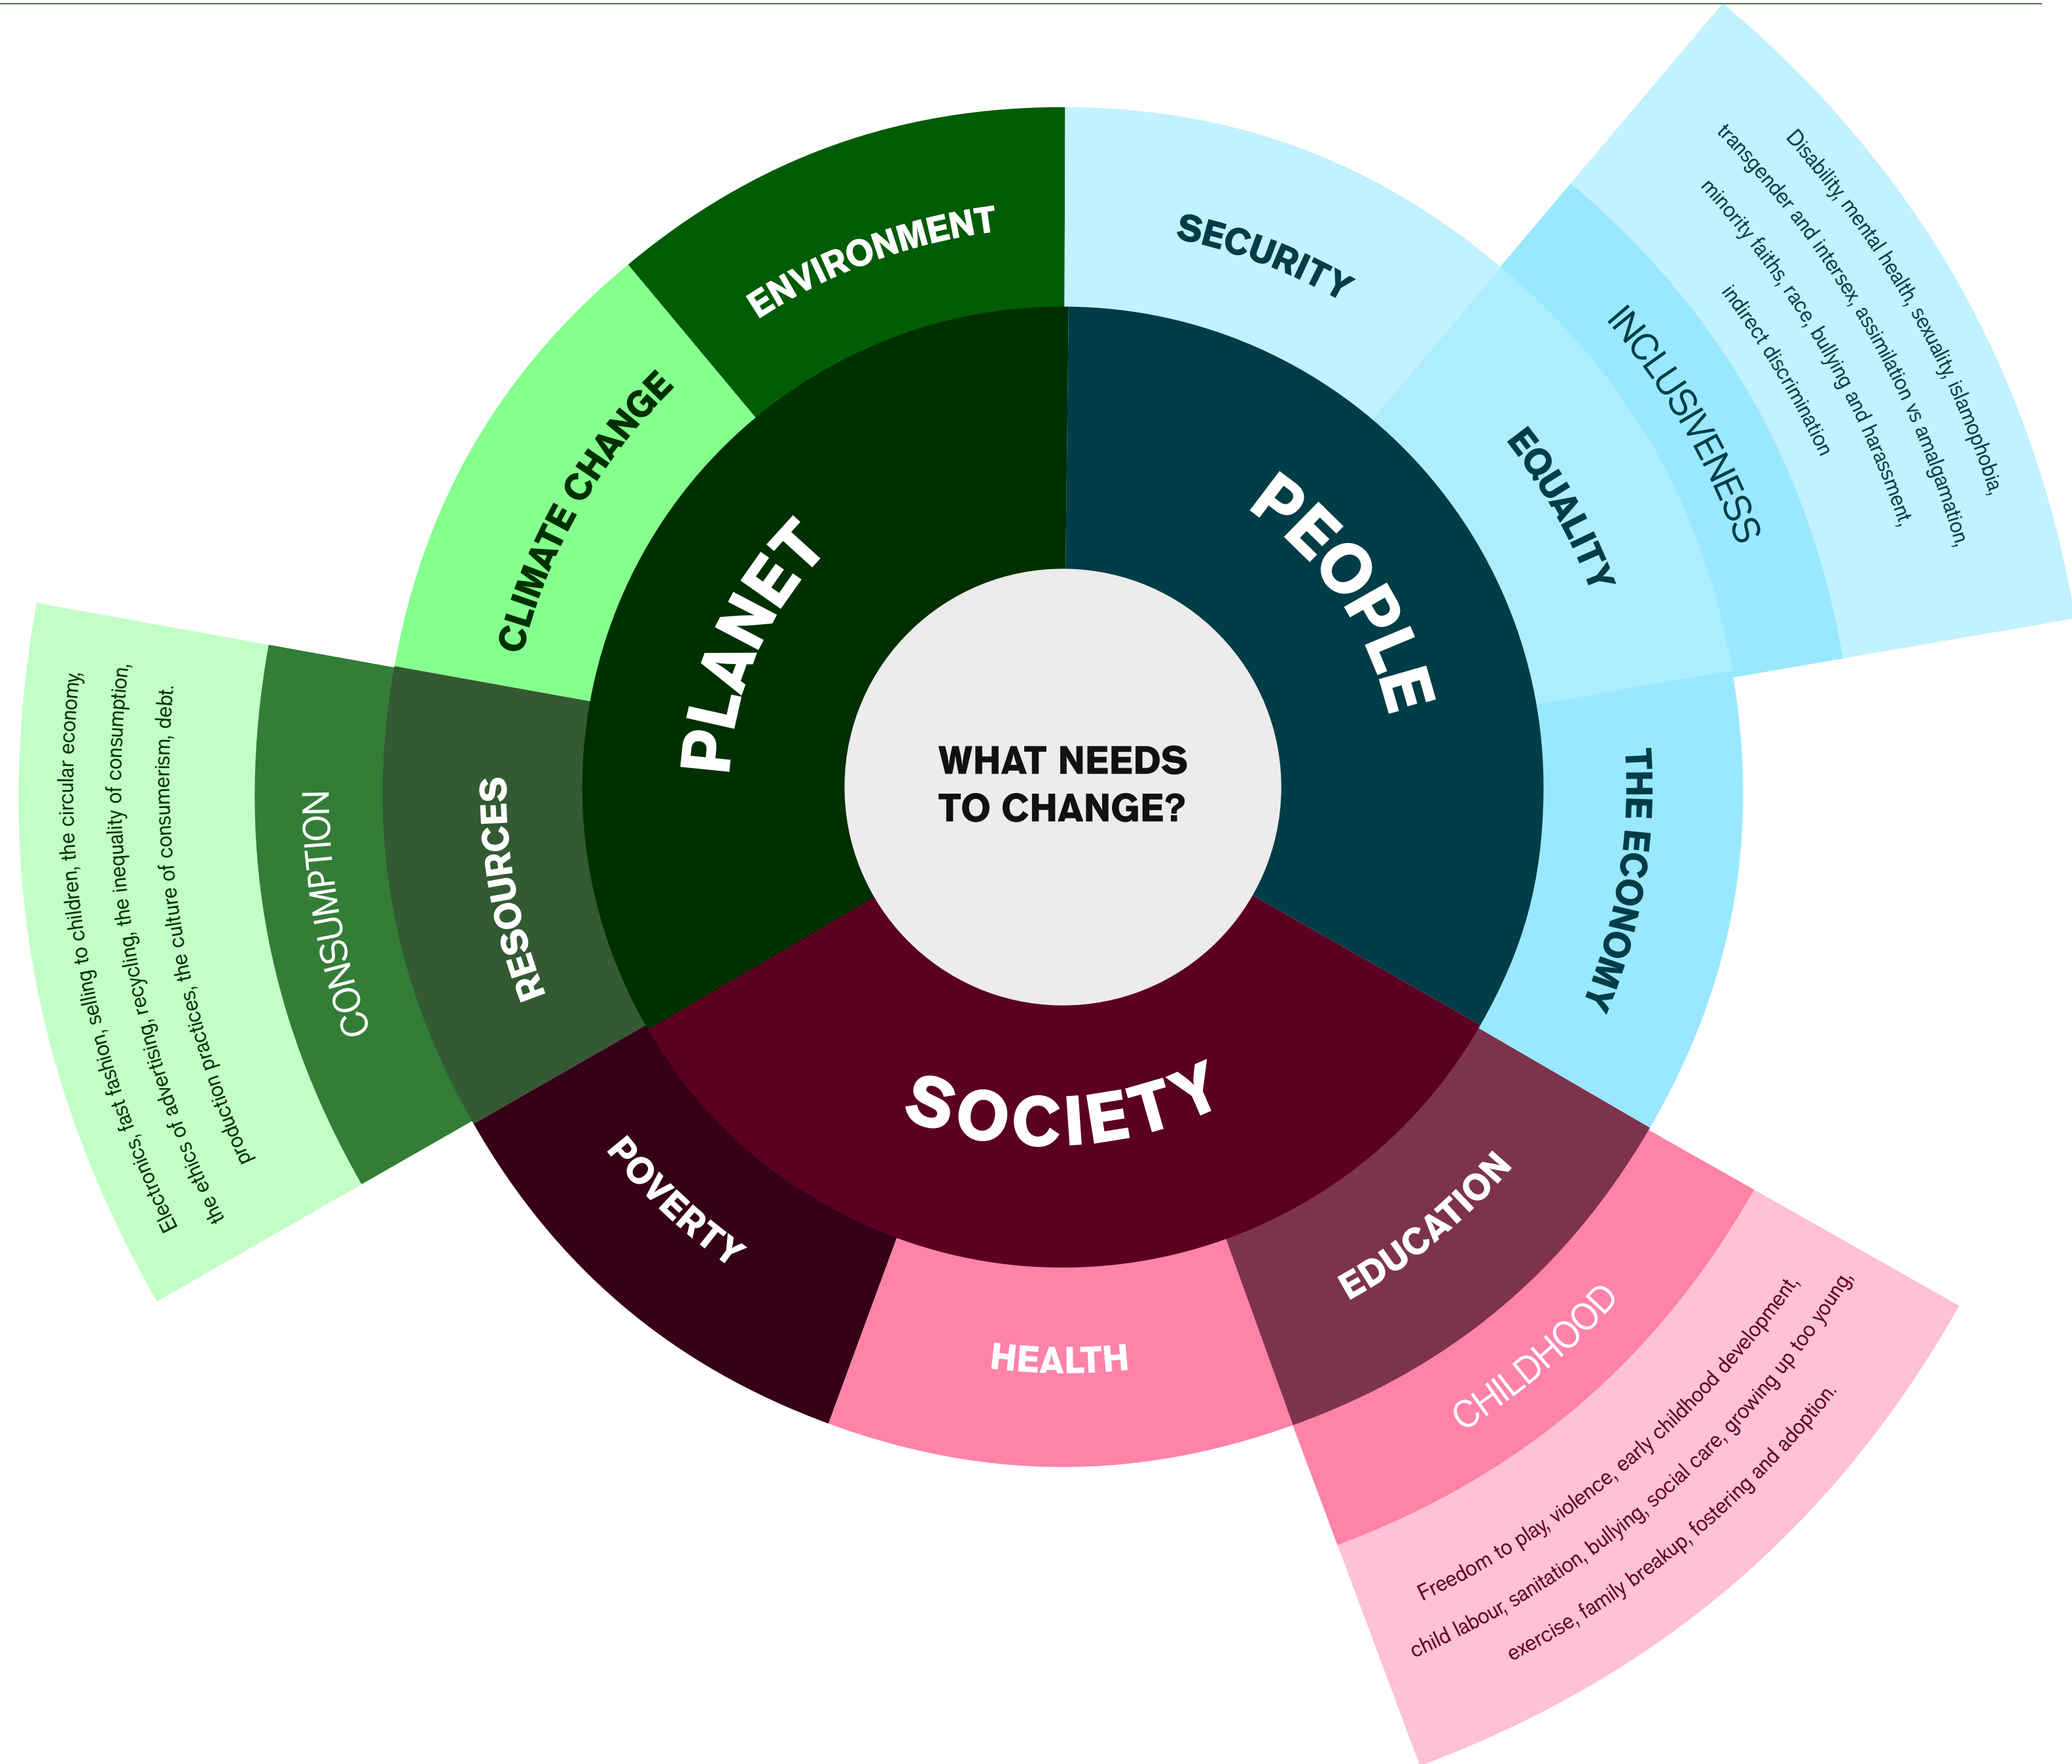 WHAT NEEDS
TO CHANGE?
PLANET
PEOPLE
SOCIETY
ENVIRONMENT
SECURITY
EQUALITY
INCLUSIVENESS
Disability, mental health, sexuality, islamophobia,
transgender and intersex, assimilation vs amalgamation,
minority faiths, race, bullying and harassment,
indirect discrimination
THE ECONOMY
EDUCATION
CHILDHOOD
Freedom to play, violence, early childhood development,
child labour, sanitation, bullying, social care, growing up too young,
exercise, family breakup, fostering and adoption.
HEALTH
POVERTY
RESOURCES
CONSUMPTION
Electronics, fast fashion, selling to children, the circular economy,
the ethics of advertising, recycling, the inequality of consumption,
production practices, the culture of consumerism, debt.
CLIMATE CHANGE